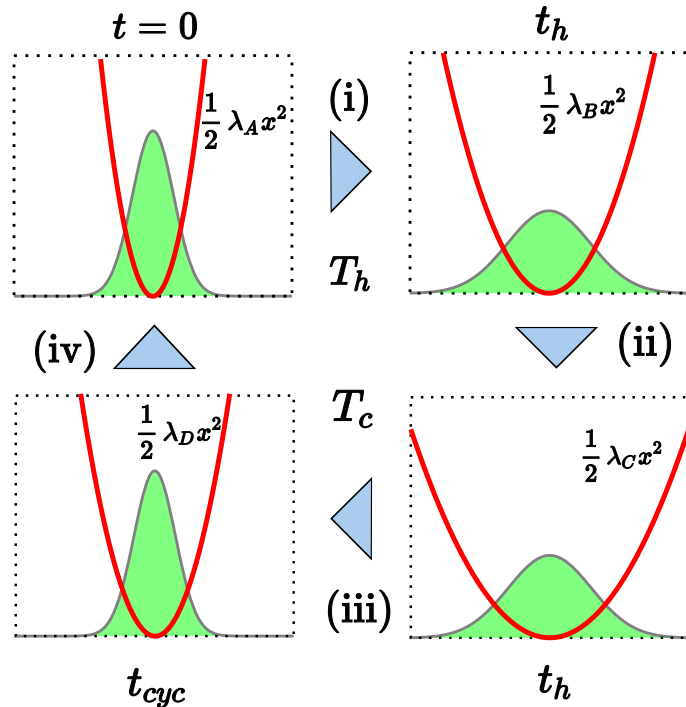 t = 0
t_h
1/2 λ_A x²
(i)
1/2 λ_B x²
T_h
(iv)
(ii)
T_c
1/2 λ_D x²
1/2 λ_C x²
(iii)
t_cyc
t_h